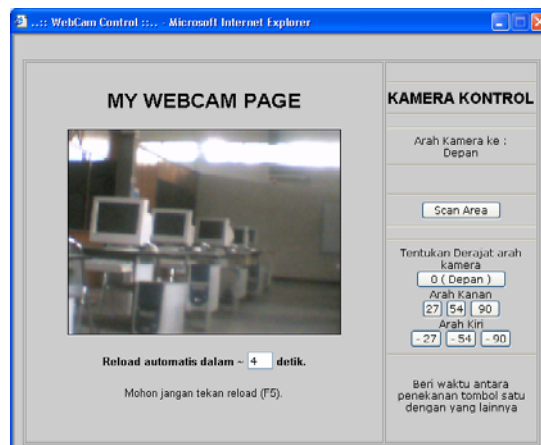 ..:: WebCam Control ::.. - Microsoft Internet Explorer
MY WEBCAM PAGE
Reload automatis dalam ~ 4 detik.
Mohon jangan tekan reload (F5).
KAMERA KONTROL
Arah Kamera ke :
Depan
Scan Area
Tentukan Derajat arah
kamera
0 ( Depan )
Arah Kanan
27 54 90
Arah Kiri
- 27 - 54 - 90
Beri waktu antara
penekanan tombol satu
dengan yang lainnya